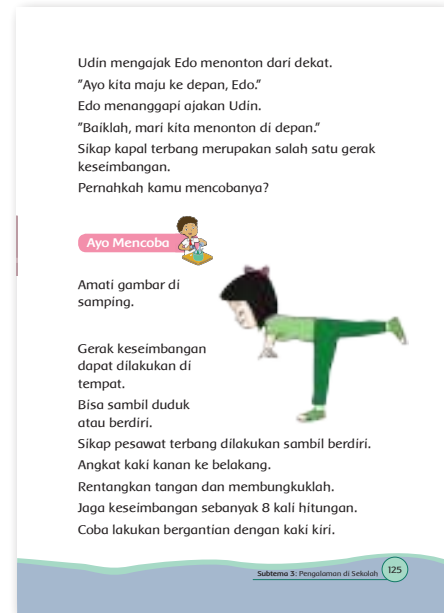 Udin mengajak Edo menonton dari dekat.
"Ayo kita maju ke depan, Edo."
Edo menanggapi ajakan Udin.
"Baiklah, mari kita menonton di depan."
Sikap kapal terbang merupakan salah satu gerak
keseimbangan.
Pernahkah kamu mencobanya?
Ayo Mencoba
Amati gambar di
samping.
Gerak keseimbangan
dapat dilakukan di
tempat.
Bisa sambil duduk
atau berdiri.
Sikap pesawat terbang dilakukan sambil berdiri.
Angkat kaki kanan ke belakang.
Rentangkan tangan dan membungkuklah.
Jaga keseimbangan sebanyak 8 kali hitungan.
Coba lakukan bergantian dengan kaki kiri.
Subtema 3: Pengalaman di Sekolah 125